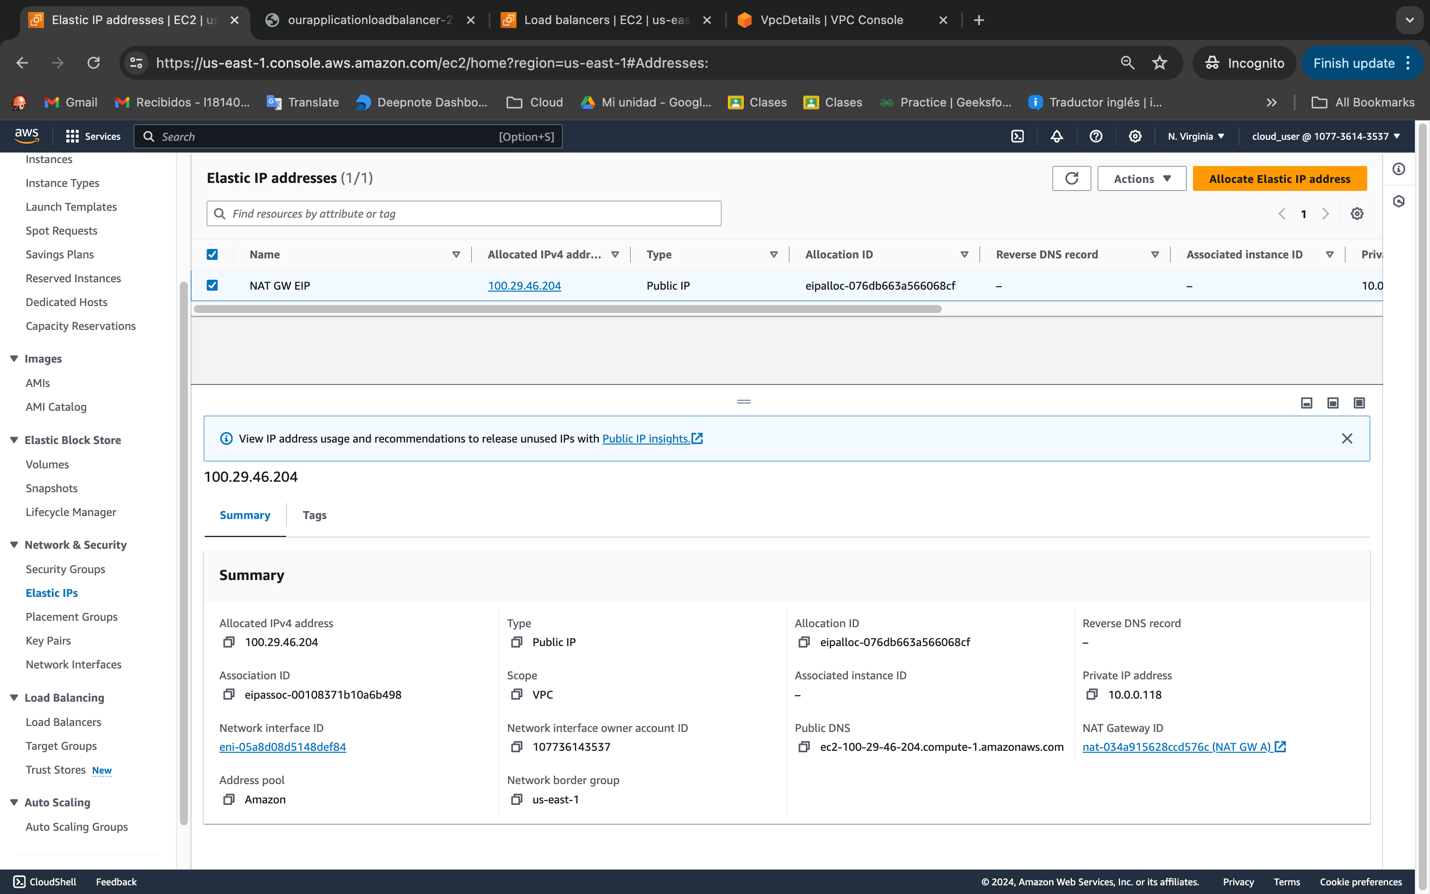 Elastic IP addresses | EC2 | us
ourapplicationloadbalancer-2
Load balancers | EC2 | us-eas
VpcDetails | VPC Console
https://us-east-1.console.aws.amazon.com/ec2/home?region=us-east-1#Addresses:
Incognito
Finish update
Gmail
Recibidos - l18140...
Translate
Deepnote Dashbo...
Cloud
Mi unidad - Googl...
Clases
Clases
Practice | Geeksfo...
Traductor inglés | i...
All Bookmarks
aws
Services
Search
[Option+S]
N. Virginia
cloud_user @ 1077-3614-3537
Instances
Instance Types
Launch Templates
Spot Requests
Savings Plans
Reserved Instances
Dedicated Hosts
Capacity Reservations
Images
AMIs
AMI Catalog
Elastic Block Store
Volumes
Snapshots
Lifecycle Manager
Network & Security
Security Groups
Elastic IPs
Placement Groups
Key Pairs
Network Interfaces
Load Balancing
Load Balancers
Target Groups
Trust Stores New
Auto Scaling
Auto Scaling Groups
Elastic IP addresses (1/1)
Actions
Allocate Elastic IP address
Find resources by attribute or tag
1
Name
Allocated IPv4 addr...
Type
Allocation ID
Reverse DNS record
Associated instance ID
Priv
NAT GW EIP
100.29.46.204
Public IP
eipalloc-076db663a566068cf
–
–
10.0
View IP address usage and recommendations to release unused IPs with Public IP insights.
100.29.46.204
Summary
Tags
Summary
Allocated IPv4 address
100.29.46.204
Type
Public IP
Allocation ID
eipalloc-076db663a566068cf
Reverse DNS record
–
Association ID
eipassoc-00108371b10a6b498
Scope
VPC
Associated instance ID
–
Private IP address
10.0.0.118
Network interface ID
eni-05a8d08d5148def84
Network interface owner account ID
107736143537
Public DNS
ec2-100-29-46-204.compute-1.amazonaws.com
NAT Gateway ID
nat-034a915628ccd576c (NAT GW A)
Address pool
Amazon
Network border group
us-east-1
CloudShell
Feedback
© 2024, Amazon Web Services, Inc. or its affiliates.
Privacy
Terms
Cookie preferences